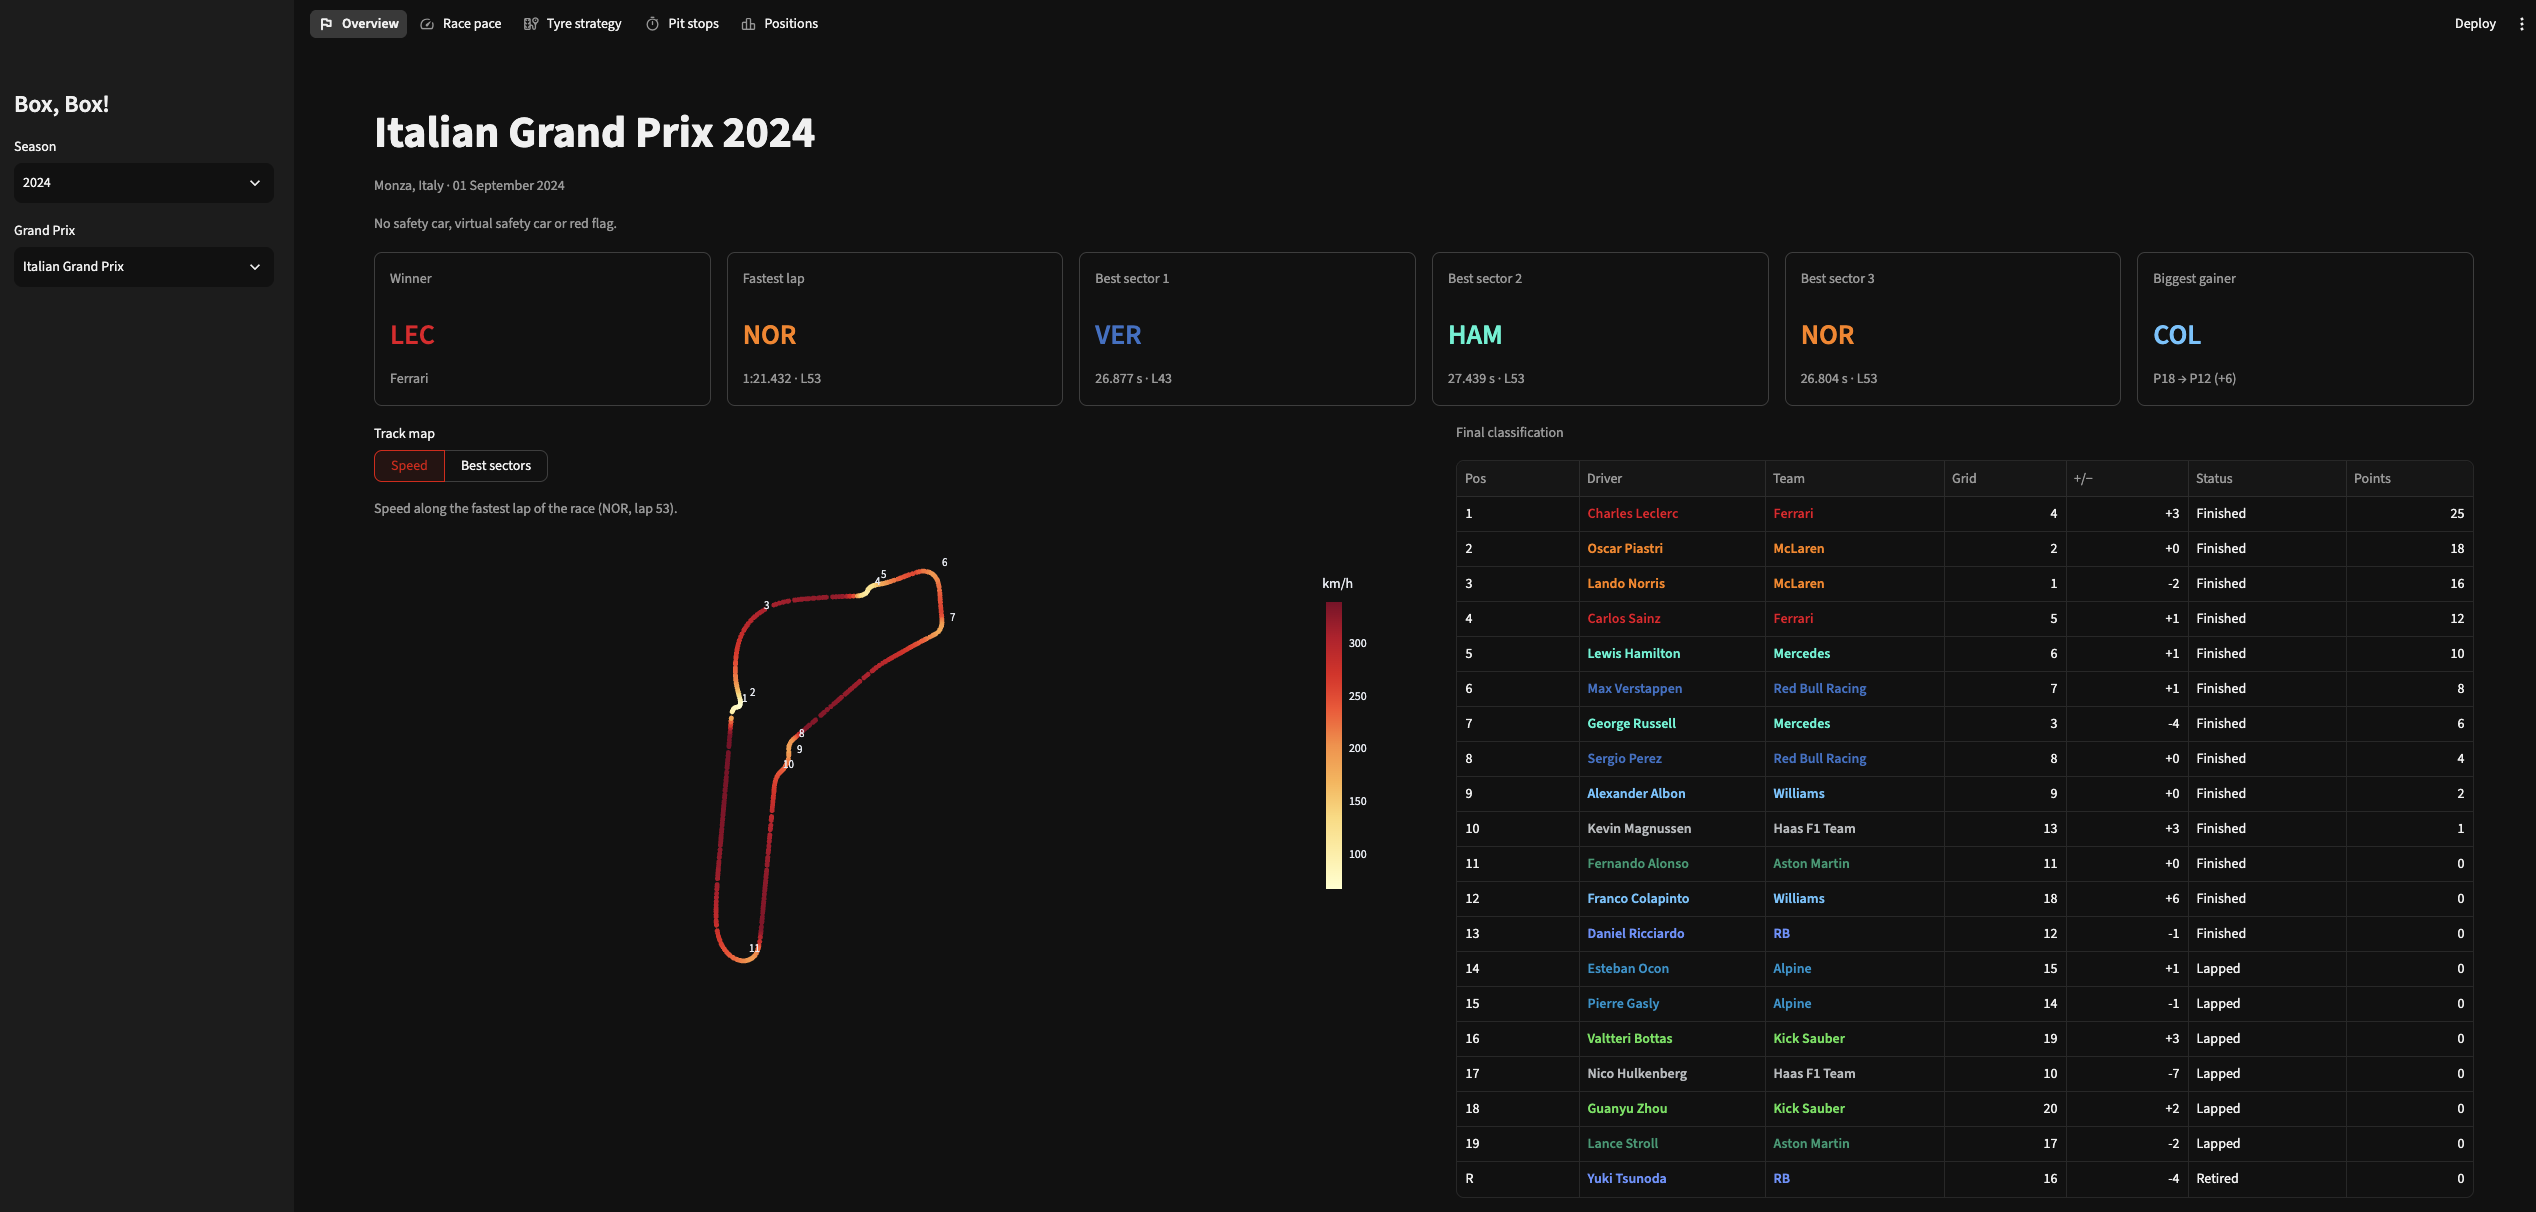 Overview Race pace Tyre strategy Pit stops Positions Deploy
Box, Box!
Season
2024
Grand Prix
Italian Grand Prix
Italian Grand Prix 2024
Monza, Italy · 01 September 2024
No safety car, virtual safety car or red flag.
Winner
LEC
Ferrari
Fastest lap
NOR
1:21.432 · L53
Best sector 1
VER
26.877 s · L43
Best sector 2
HAM
27.439 s · L53
Best sector 3
NOR
26.804 s · L53
Biggest gainer
COL
P18 → P12 (+6)
Track map
Speed Best sectors
Speed along the fastest lap of the race (NOR, lap 53).
6
5
4
3
7
2
1
8
9
10
11
km/h
300
250
200
150
100
Final classification
Pos Driver Team Grid +/− Status Points
1 Charles Leclerc Ferrari 4 +3 Finished 25
2 Oscar Piastri McLaren 2 +0 Finished 18
3 Lando Norris McLaren 1 -2 Finished 16
4 Carlos Sainz Ferrari 5 +1 Finished 12
5 Lewis Hamilton Mercedes 6 +1 Finished 10
6 Max Verstappen Red Bull Racing 7 +1 Finished 8
7 George Russell Mercedes 3 -4 Finished 6
8 Sergio Perez Red Bull Racing 8 +0 Finished 4
9 Alexander Albon Williams 9 +0 Finished 2
10 Kevin Magnussen Haas F1 Team 13 +3 Finished 1
11 Fernando Alonso Aston Martin 11 +0 Finished 0
12 Franco Colapinto Williams 18 +6 Finished 0
13 Daniel Ricciardo RB 12 -1 Finished 0
14 Esteban Ocon Alpine 15 +1 Lapped 0
15 Pierre Gasly Alpine 14 -1 Lapped 0
16 Valtteri Bottas Kick Sauber 19 +3 Lapped 0
17 Nico Hulkenberg Haas F1 Team 10 -7 Lapped 0
18 Guanyu Zhou Kick Sauber 20 +2 Lapped 0
19 Lance Stroll Aston Martin 17 -2 Lapped 0
R Yuki Tsunoda RB 16 -4 Retired 0